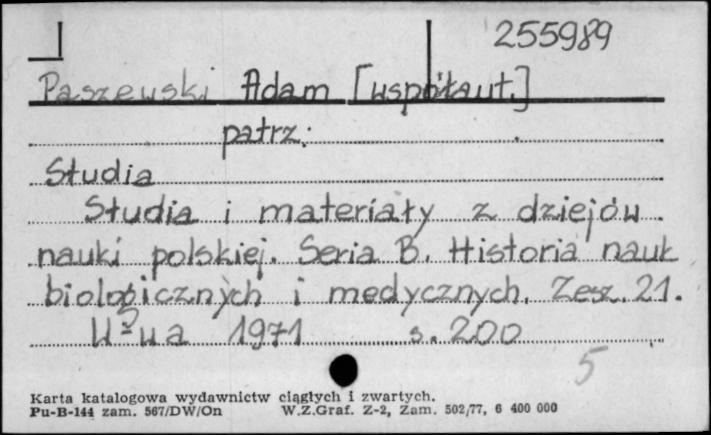 255989
Paszewski Adam [współaut.]
patrz:
Studia
Studia i materiały z dziejów
nauki polskiej. Seria B. Historia nauk
biologicznych i medycznych. Zesz. 21.
W-wa 1971 s. 200
5
Karta katalogowa wydawnictw ciągłych i zwartych.
Pu-B-144 zam. 567/DW/On W.Z.Graf. Z-2, Zam. 502/77, 6 400 000